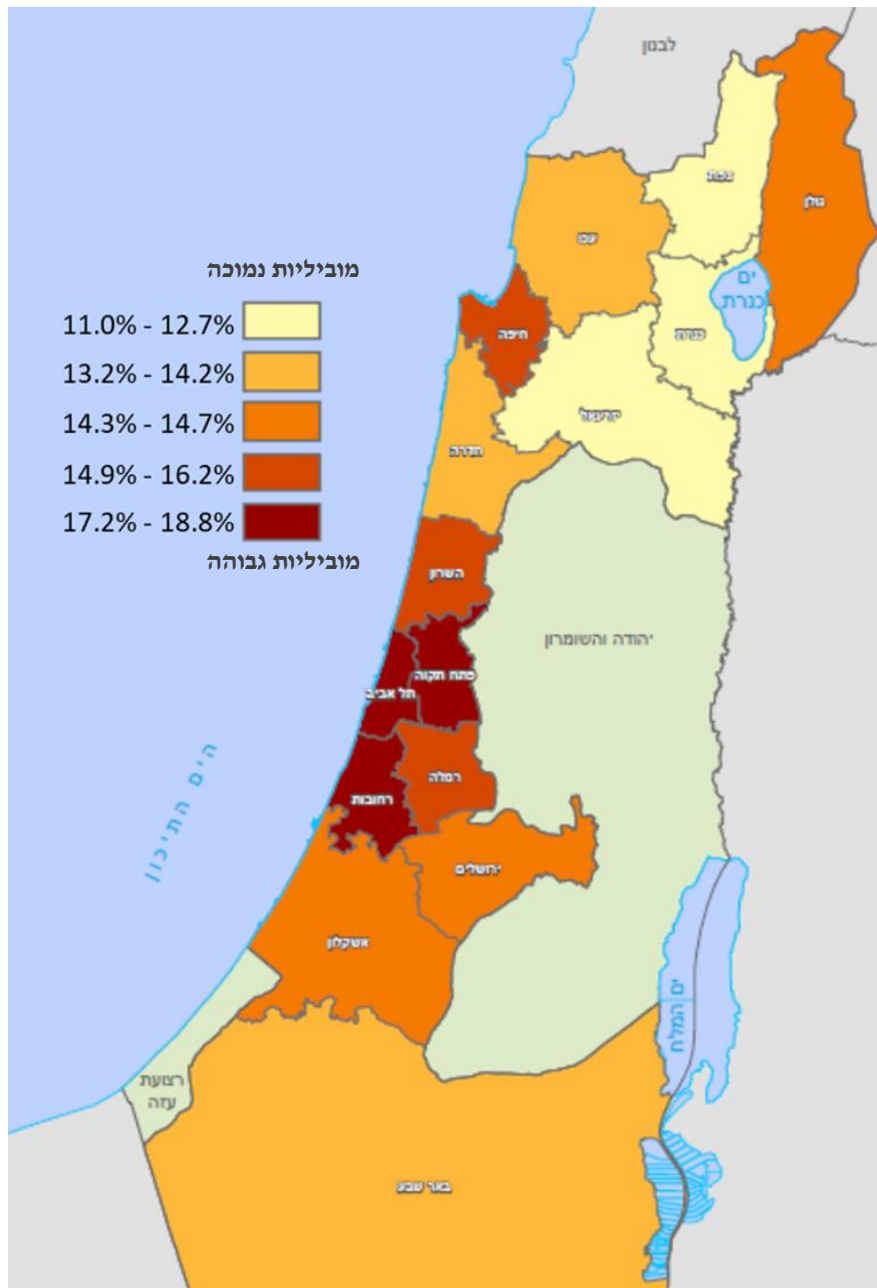 לבנון
צפת
גולן
עכו
ים
כנרת
מוביליות נמוכה
11.0% - 12.7%
13.2% - 14.2%
14.3% - 14.7%
14.9% - 16.2%
17.2% - 18.8%
מוביליות גבוהה
חיפה
כנרת
יזרעאל
חדרה
השרון
יהודה והשומרון
פתח תקוה
תל אביב
רמלה
רחובות
הים התיכון
ירושלים
אשקלון
ים המלח
רצועת
עזה
באר שבע